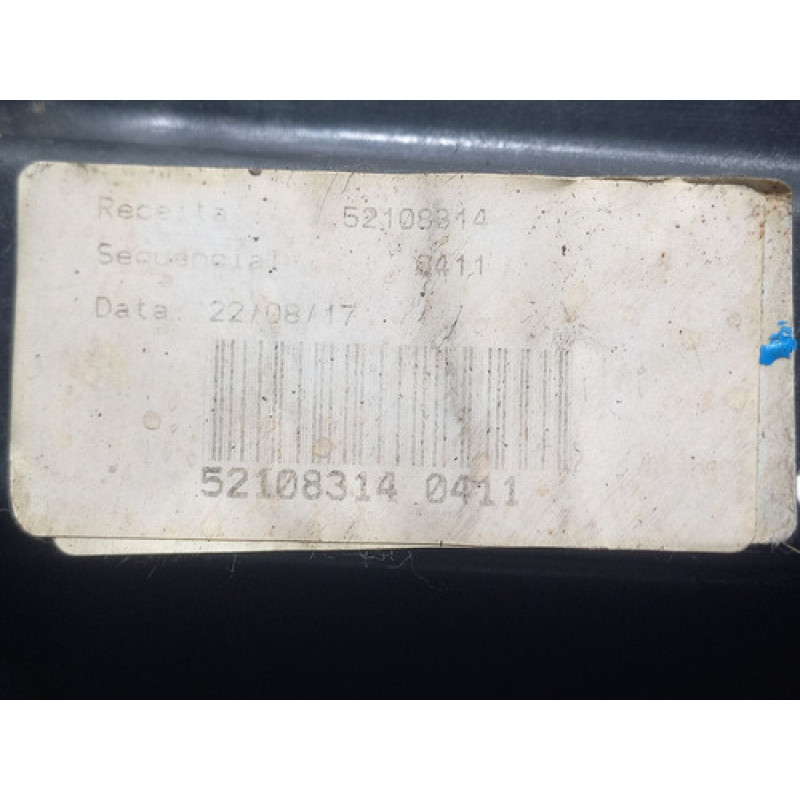 Receita 52108314
Sequencial 0411
Data: 22/08/17
52108314 0411